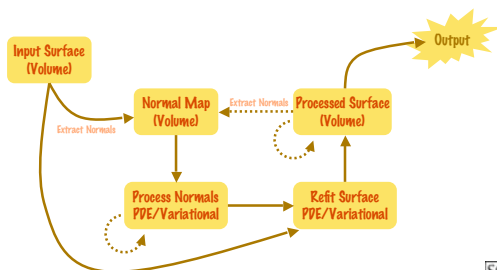 Output
Input Surface
(Volume)
Normal Map
(Volume)
Extract Normals
Processed Surface
(Volume)
Extract Normals
Process Normals
PDE/Variational
Refit Surface
PDE/Variational